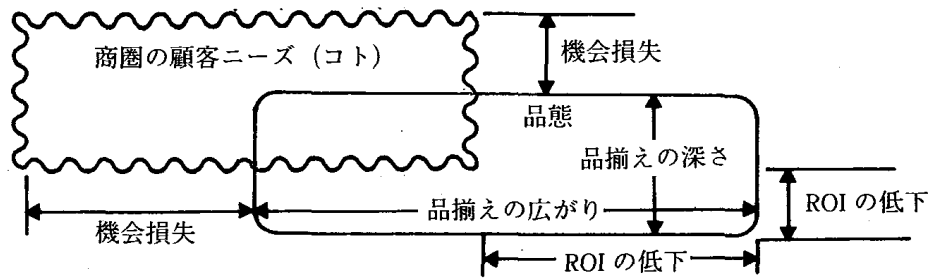 商圏の顧客ニーズ（コト）
機会損失
品態
品揃えの深さ
品揃えの広がり
ROIの低下
機会損失
ROIの低下